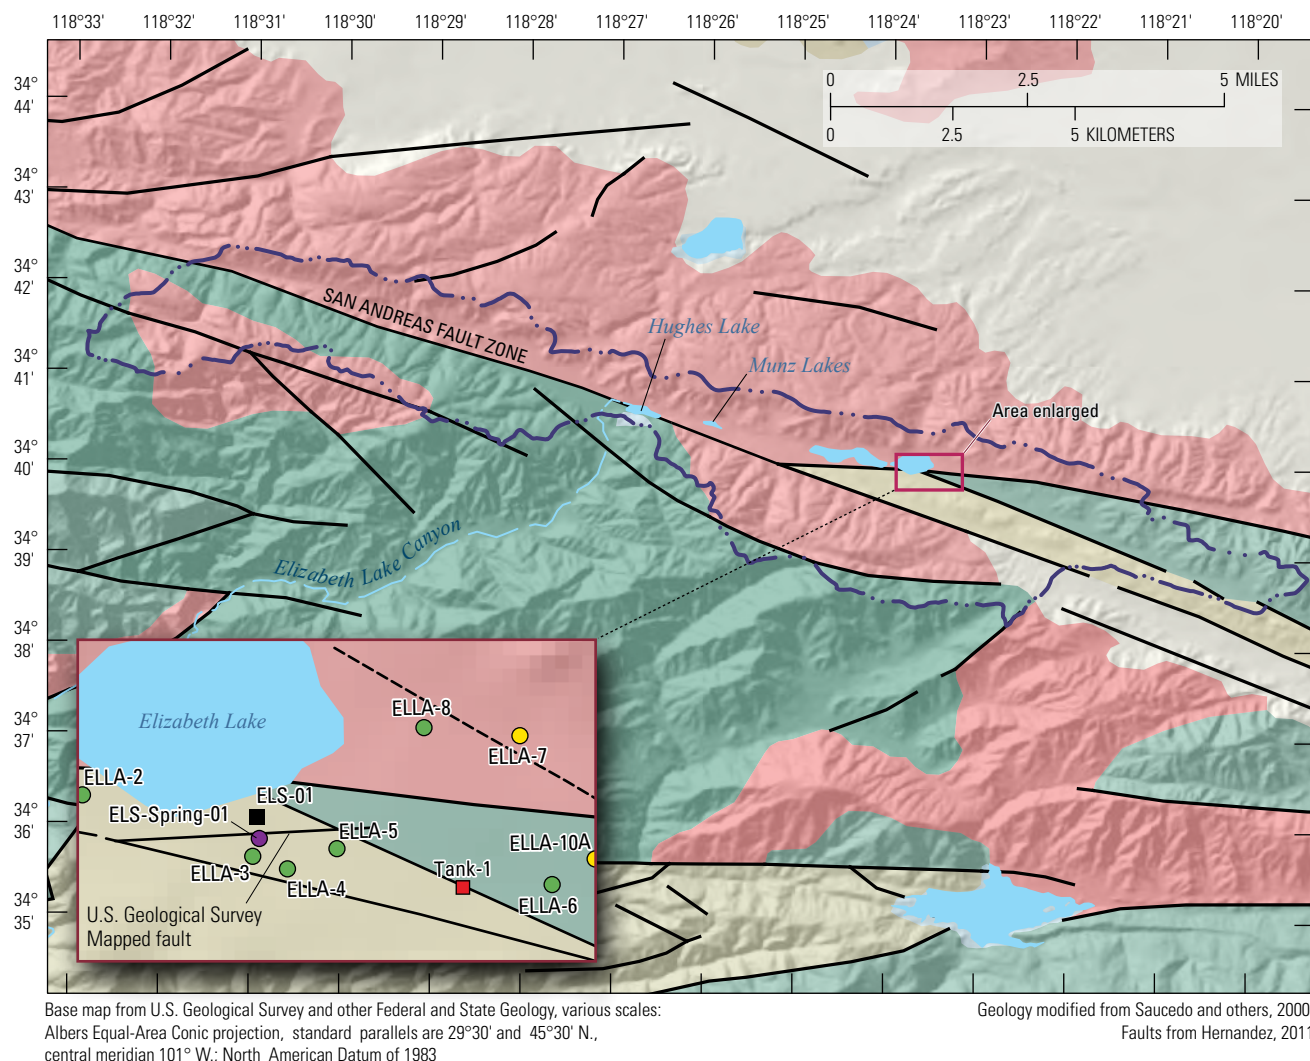 118°33' 118°32' 118°31' 118°30' 118°29' 118°28' 118°27' 118°26' 118°25' 118°24' 118°23' 118°22' 118°21' 118°20'
34°
44'
34°
43'
34°
42'
34°
41'
34°
40'
34°
39'
34°
38'
34°
37'
34°
36'
34°
35'
0 2.5 5 MILES
0 2.5 5 KILOMETERS
SAN ANDREAS FAULT ZONE
Hughes Lake
Munz Lakes
Area enlarged
Elizabeth Lake Canyon
Elizabeth Lake
ELLA-8
ELLA-7
ELLA-2
ELS-01
ELS-Spring-01
ELLA-5
ELLA-10A
ELLA-3
ELLA-4
Tank-1
ELLA-6
U.S. Geological Survey
Mapped fault
Base map from U.S. Geological Survey and other Federal and State Geology, various scales:
Albers Equal-Area Conic projection, standard parallels are 29°30' and 45°30' N.,
central meridian 101° W.; North American Datum of 1983
Geology modified from Saucedo and others, 2000
Faults from Hernandez, 2011